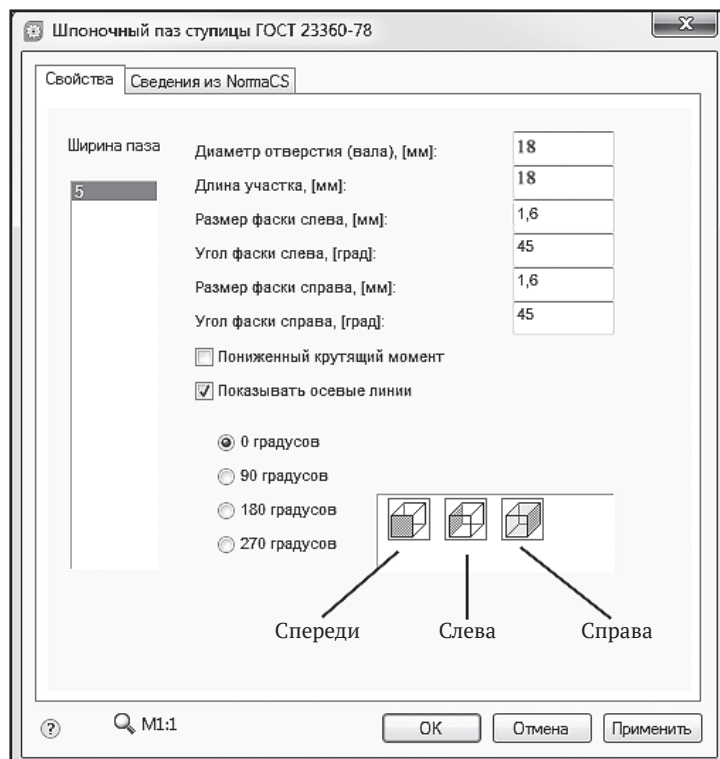 Шпоночный паз ступицы ГОСТ 23360-78
X
Свойства
Сведения из NormaCS
Ширина паза
5
Диаметр отверстия (вала), [мм]: 18
Длина участка, [мм]: 18
Размер фаски слева, [мм]: 1,6
Угол фаски слева, [град]: 45
Размер фаски справа, [мм]: 1,6
Угол фаски справа, [град]: 45
Пониженный крутящий момент
Показывать осевые линии
0 градусов
90 градусов
180 градусов
270 градусов
Спереди
Слева
Справа
?
М1:1
ОК
Отмена
Применить